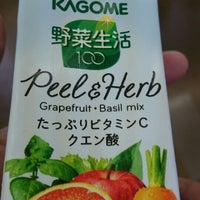 KAGOME
野菜生活
100
Peel & Herb
Grapefruit・Basil mix
たっぷりビタミンC
クエン酸